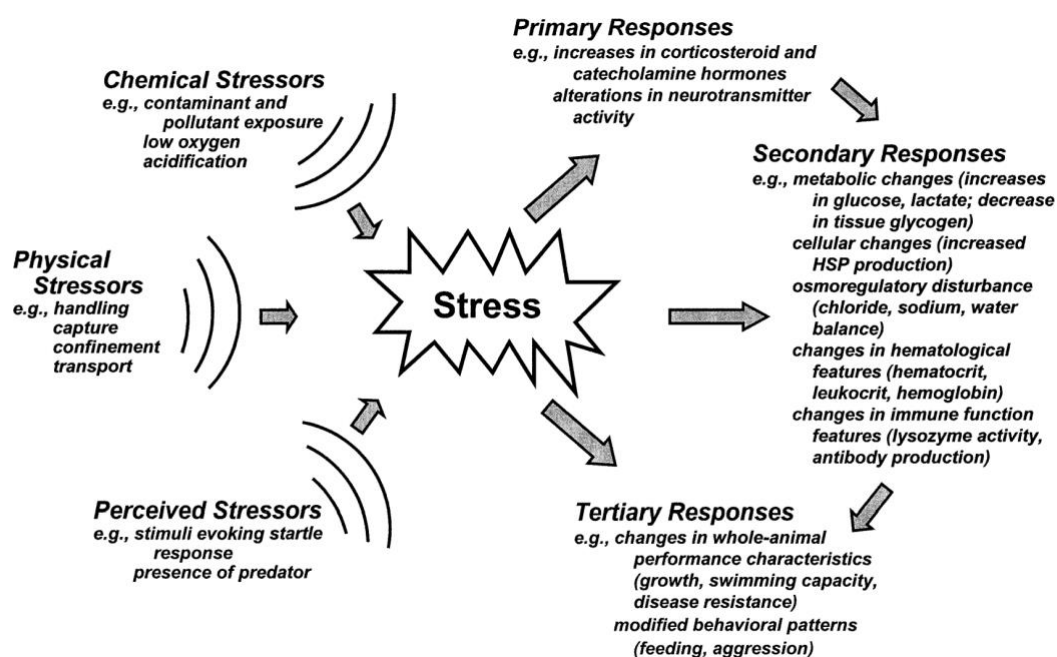 Primary Responses
e.g., increases in corticosteroid and
catecholamine hormones
alterations in neurotransmitter
activity
Chemical Stressors
e.g., contaminant and
pollutant exposure
low oxygen
acidification
Secondary Responses
e.g., metabolic changes (increases
in glucose, lactate; decrease
in tissue glycogen)
cellular changes (increased
HSP production)
osmoregulatory disturbance
(chloride, sodium, water
balance)
changes in hematological
features (hematocrit,
leukocrit, hemoglobin)
changes in immune function
features (lysozyme activity,
antibody production)
Physical
Stressors
e.g., handling
capture
confinement
transport
Stress
Perceived Stressors
e.g., stimuli evoking startle
response
presence of predator
Tertiary Responses
e.g., changes in whole-animal
performance characteristics
(growth, swimming capacity,
disease resistance)
modified behavioral patterns
(feeding, aggression)